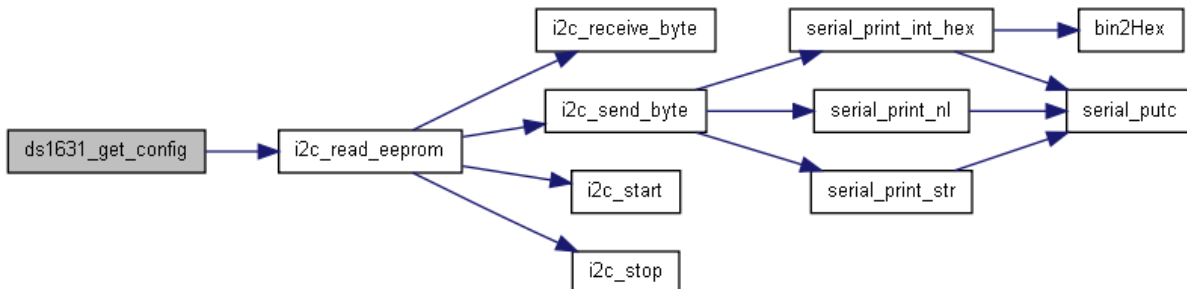 ds1631_get_config
i2c_read_eeprom
i2c_receive_byte
i2c_send_byte
i2c_start
i2c_stop
serial_print_int_hex
serial_print_nl
serial_print_str
bin2Hex
serial_putc